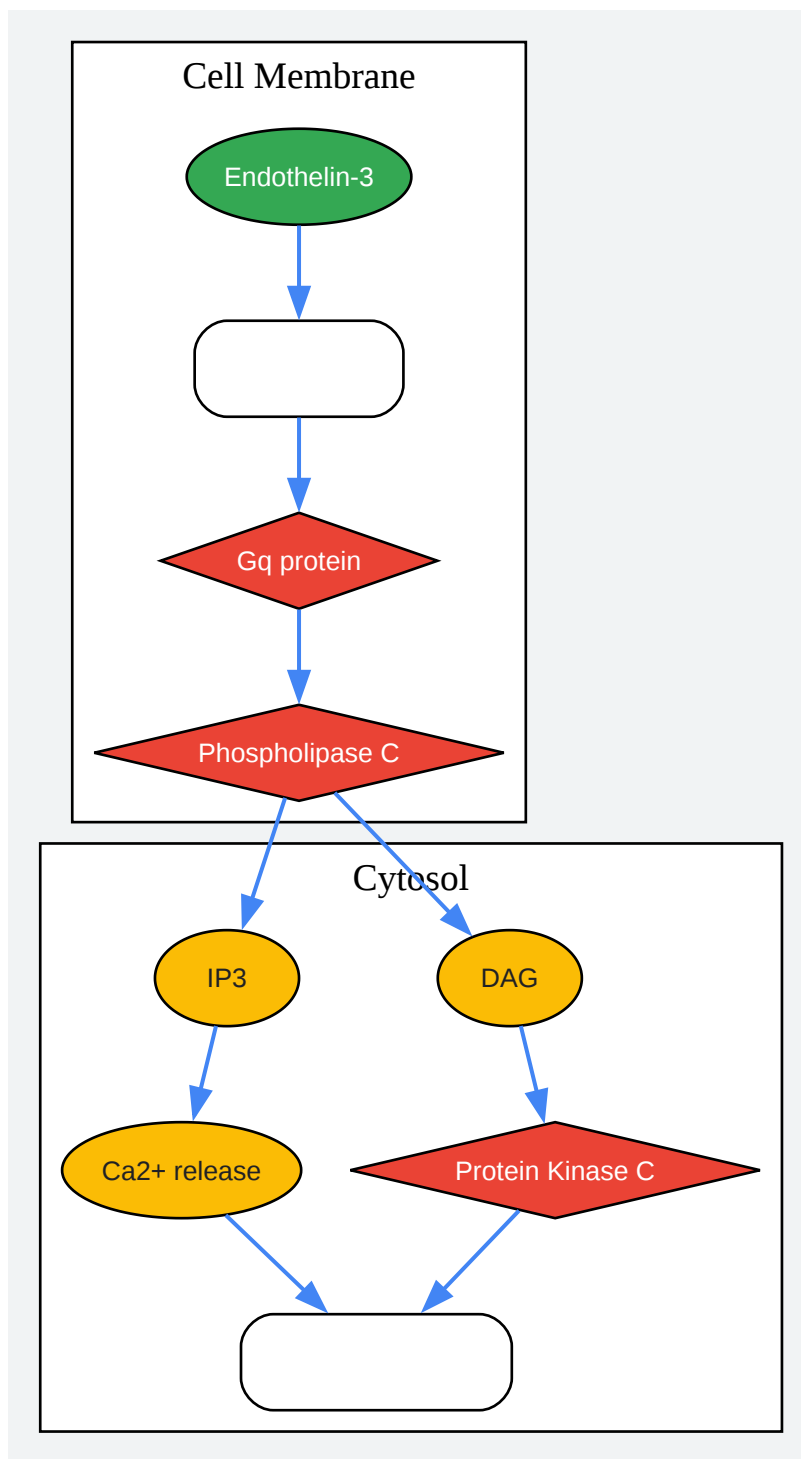 Cell Membrane
Endothelin-3
Gq protein
Phospholipase C
Cytosol
IP3
DAG
Ca2+ release
Protein Kinase C